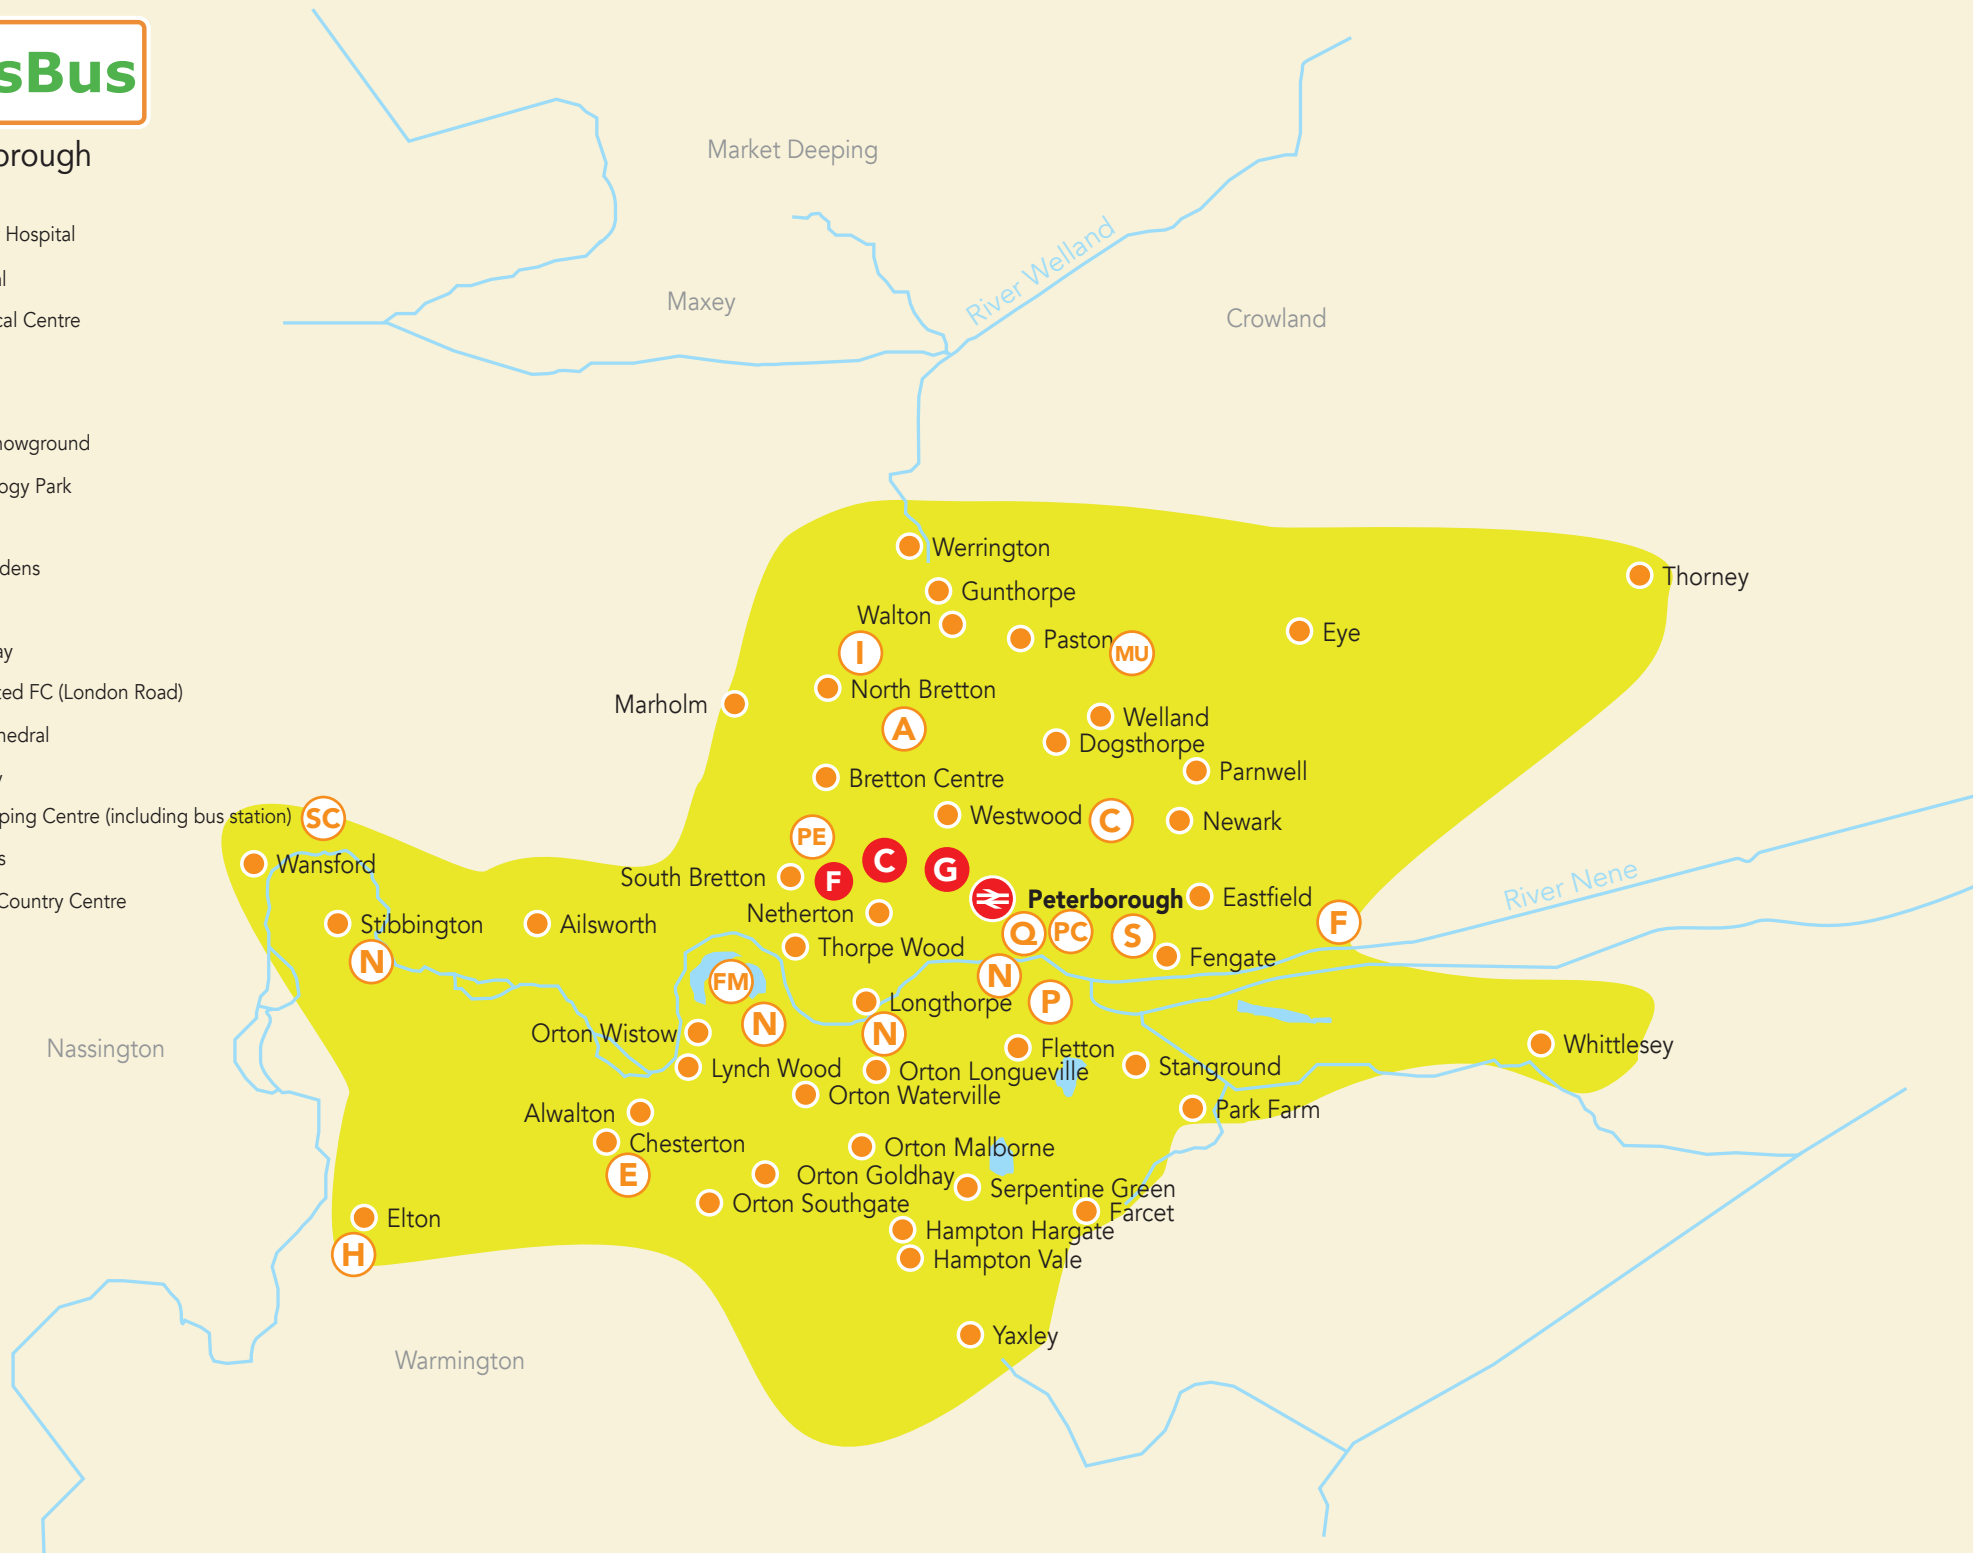 sBus
orough
Hospital
l
cal Centre
howground
ogy Park
dens
ay
ted FC (London Road)
hedral
y
ping Centre (including bus station)
s
Country Centre
Market Deeping
Maxey
River Welland
Crowland
Werrington
Gunthorpe
Walton
Paston
MU
I
Thorney
Eye
North Bretton
Marholm
A
Welland
Dogsthorpe
Parnwell
Bretton Centre
Westwood
C
Newark
SC
PE
Wansford
South Bretton
F
C
G
Peterborough
Eastfield
River Nene
Stibbington
Ailsworth
Netherton
Q
PC
S
F
N
Thorpe Wood
Fengate
FM
N
P
Longthorpe
N
N
Orton Wistow
Nassington
Fletton
Whittlesey
Lynch Wood
Orton Longueville
Stanground
Orton Waterville
Alwalton
Park Farm
Chesterton
Orton Malborne
E
Orton Goldhay
Serpentine Green
Orton Southgate
Farcet
Elton
Hampton Hargate
H
Hampton Vale
Yaxley
Warmington